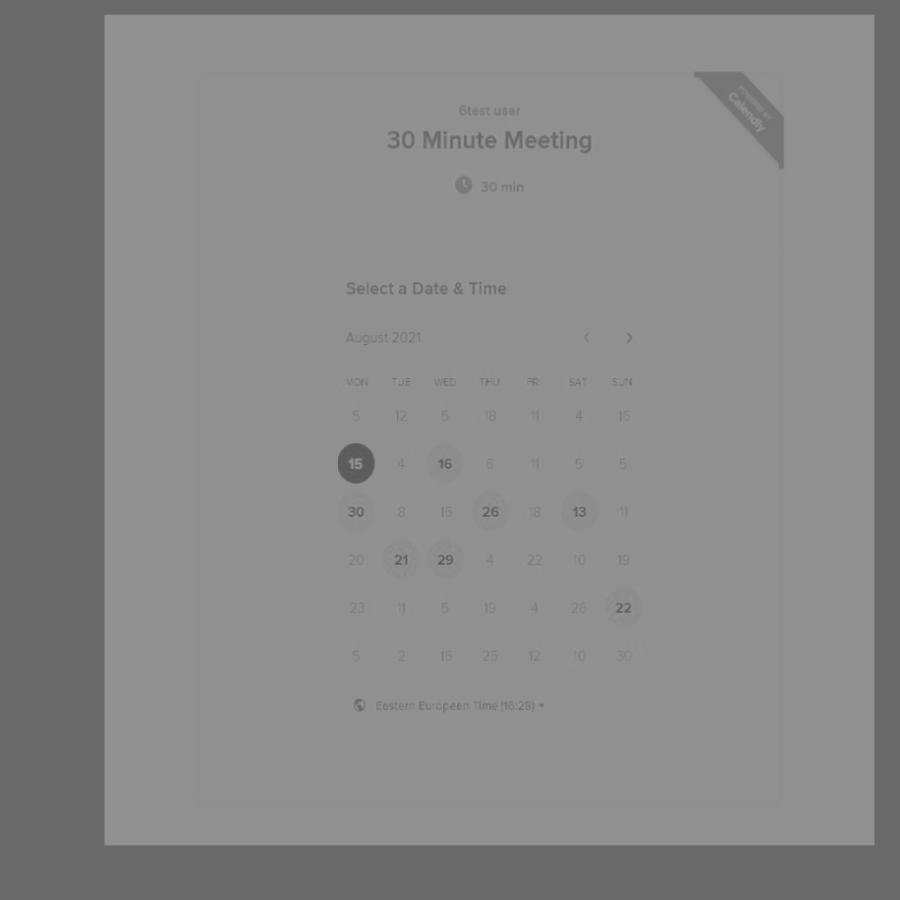 POWERED BY
Calendly
6test user
30 Minute Meeting
30 min
Select a Date & Time
August 2021
MON TUE WED THU FRI SAT SUN
5 12 5 18 11 4 15
15 4 16 6 11 5 5
30 8 16 26 18 13 11
20 21 29 4 22 10 19
23 11 5 19 4 26 22
5 2 16 25 12 10 30
Eastern European Time (16:28)